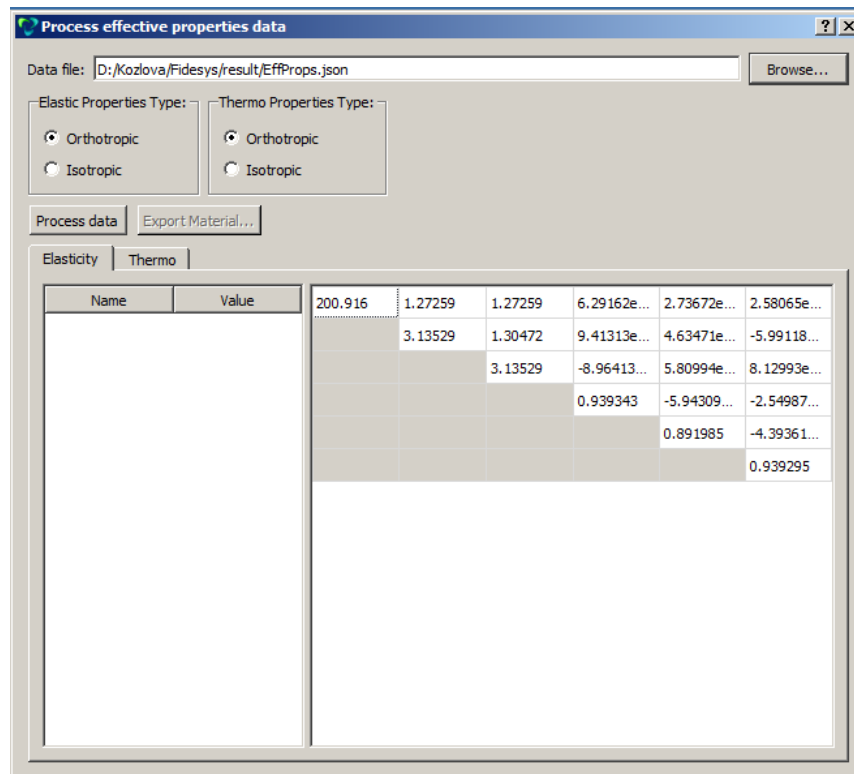 Process effective properties data
Data file: D:/Kozlova/Fidesys/result/EffProps.json Browse...
Elastic Properties Type: Thermo Properties Type:
Orthotropic Orthotropic
Isotropic Isotropic
Process data Export Material...
Elasticity Thermo
Name Value 200.916 1.27259 1.27259 6.29162e... 2.73672e... 2.58065e...
3.13529 1.30472 9.41313e... 4.63471e... -5.99118...
3.13529 -8.96413... 5.80994e... 8.12993e...
0.939343 -5.94309... -2.54987...
0.891985 -4.39361...
0.939295